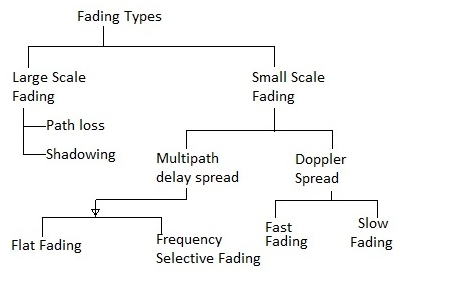 Fading Types
Large Scale
Fading
Small Scale
Fading
Path loss
Shadowing
Multipath
delay spread
Doppler
Spread
Flat Fading
Frequency
Selective Fading
Fast
Fading
Slow
Fading